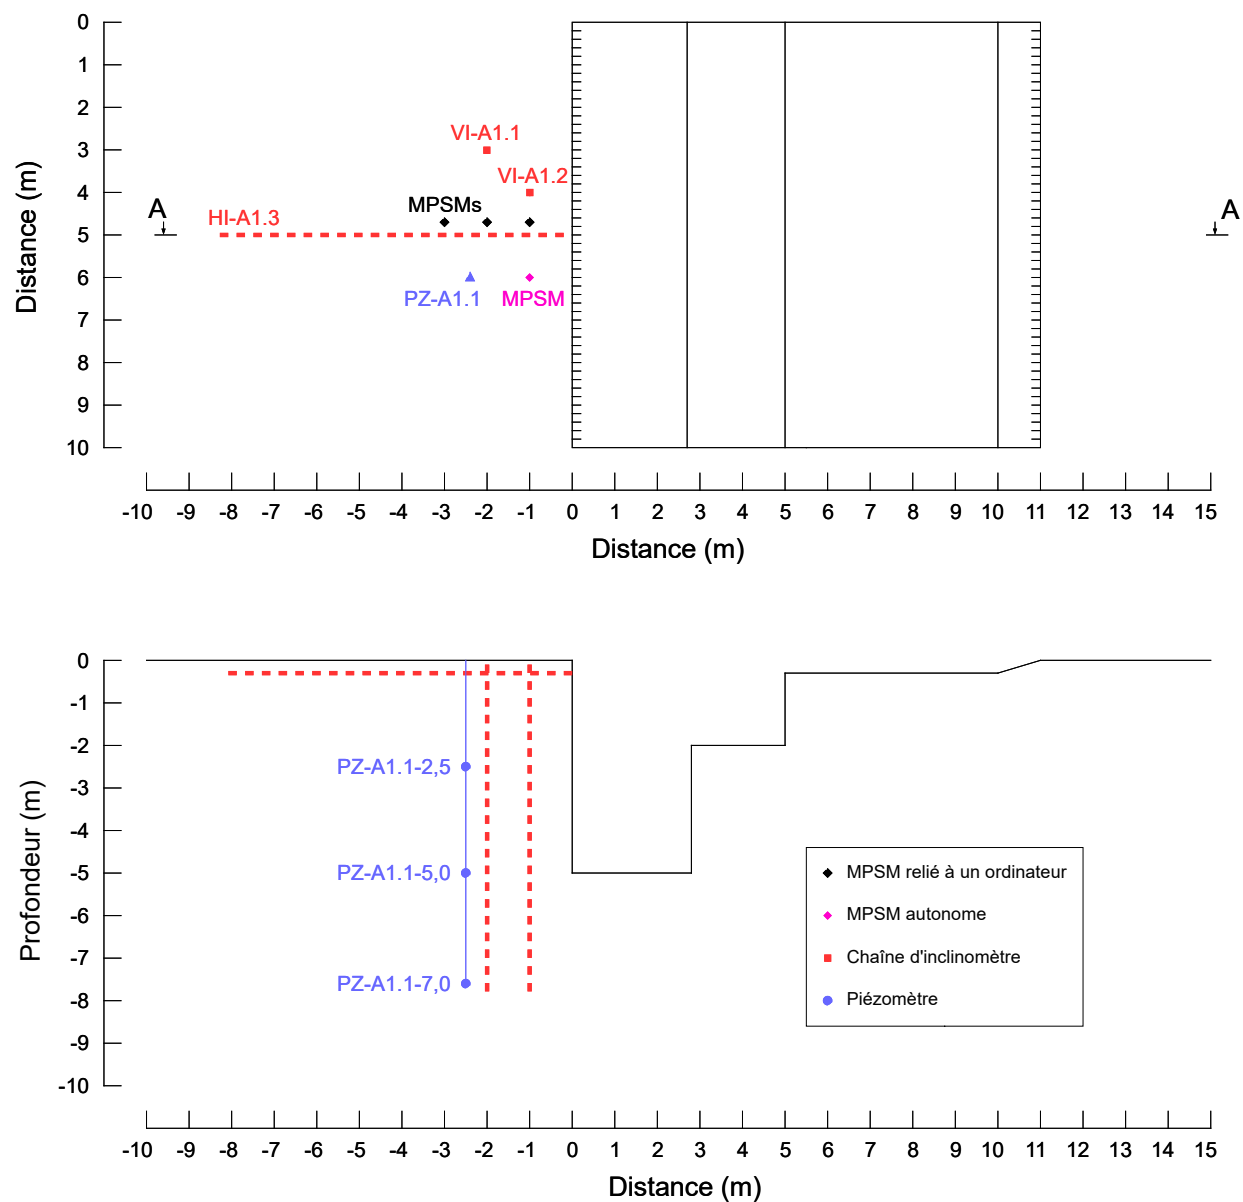 0
1
2
3
4
5
6
7
8
9
10
Distance (m)
VI-A1.1
VI-A1.2
MPSMs
HI-A1.3
A
A
PZ-A1.1
MPSM
-10 -9 -8 -7 -6 -5 -4 -3 -2 -1 0 1 2 3 4 5 6 7 8 9 10 11 12 13 14 15
Distance (m)
0
-1
-2
-3
-4
-5
-6
-7
-8
-9
-10
Profondeur (m)
PZ-A1.1-2,5
PZ-A1.1-5,0
PZ-A1.1-7,0
MPSM relié à un ordinateur
MPSM autonome
Chaîne d'inclinomètre
Piézomètre
-10 -9 -8 -7 -6 -5 -4 -3 -2 -1 0 1 2 3 4 5 6 7 8 9 10 11 12 13 14 15
Distance (m)